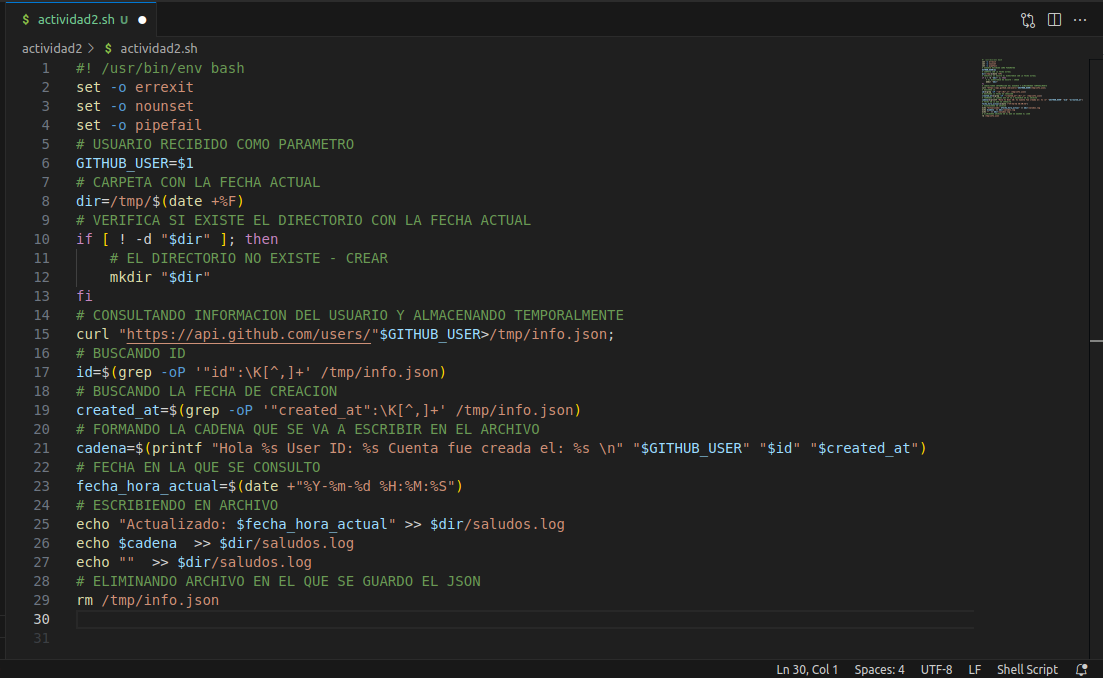 $ actividad2.sh U ●
actividad2 > $ actividad2.sh
1 #! /usr/bin/env bash
2 set -o errexit
3 set -o nounset
4 set -o pipefail
5 # USUARIO RECIBIDO COMO PARAMETRO
6 GITHUB_USER=$1
7 # CARPETA CON LA FECHA ACTUAL
8 dir=/tmp/$(date +%F)
9 # VERIFICA SI EXISTE EL DIRECTORIO CON LA FECHA ACTUAL
10 if [ ! -d "$dir" ]; then
11     # EL DIRECTORIO NO EXISTE - CREAR
12     mkdir "$dir"
13 fi
14 # CONSULTANDO INFORMACION DEL USUARIO Y ALMACENANDO TEMPORALMENTE
15 curl "https://api.github.com/users/"$GITHUB_USER>/tmp/info.json;
16 # BUSCANDO ID
17 id=$(grep -oP '"id":\K[^,]+' /tmp/info.json)
18 # BUSCANDO LA FECHA DE CREACION
19 created_at=$(grep -oP '"created_at":\K[^,]+' /tmp/info.json)
20 # FORMANDO LA CADENA QUE SE VA A ESCRIBIR EN EL ARCHIVO
21 cadena=$(printf "Hola %s User ID: %s Cuenta fue creada el: %s \n" "$GITHUB_USER" "$id" "$created_at")
22 # FECHA EN LA QUE SE CONSULTO
23 fecha_hora_actual=$(date +"%Y-%m-%d %H:%M:%S")
24 # ESCRIBIENDO EN ARCHIVO
25 echo "Actualizado: $fecha_hora_actual" >> $dir/saludos.log
26 echo $cadena  >> $dir/saludos.log
27 echo ""  >> $dir/saludos.log
28 # ELIMINANDO ARCHIVO EN EL QUE SE GUARDO EL JSON
29 rm /tmp/info.json
30
31
Ln 30, Col 1 Spaces: 4 UTF-8 LF Shell Script